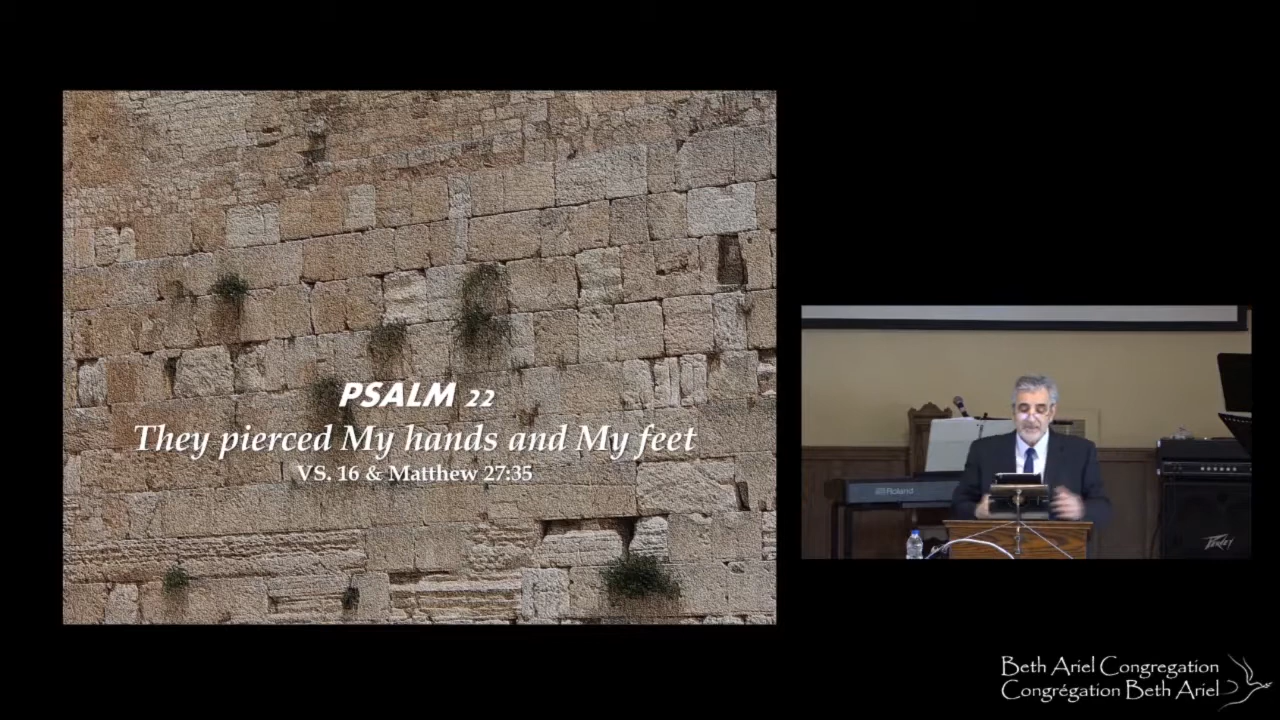 PSALM 22
They pierced My hands and My feet
VS. 16 & Matthew 27:35
Roland
PEAVEY
Beth Ariel Congregation
Congrégation Beth Ariel